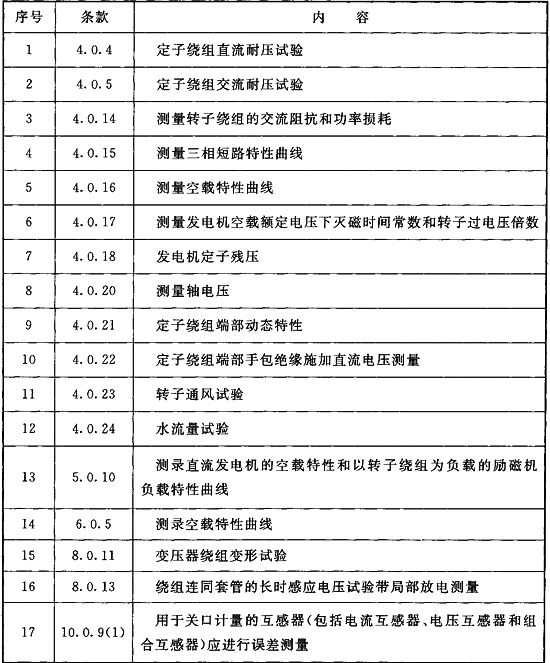 序号 条款 内 容
1 4.0.4 定子绕组直流耐压试验
2 4.0.5 定子绕组交流耐压试验
3 4.0.14 测量转子绕组的交流阻抗和功率损耗
4 4.0.15 测量三相短路特性曲线
5 4.0.16 测量空载特性曲线
6 4.0.17 测量发电机空载额定电压下灭磁时间常数和转子过电压倍数
7 4.0.18 发电机定子残压
8 4.0.20 测量轴电压
9 4.0.21 定子绕组端部动态特性
10 4.0.22 定子绕组端部手包绝缘施加直流电压测量
11 4.0.23 转子通风试验
12 4.0.24 水流量试验
13 5.0.10 测录直流发电机的空载特性和以转子绕组为负载的励磁机
负载特性曲线
14 6.0.5 测录空载特性曲线
15 8.0.11 变压器绕组变形试验
16 8.0.13 绕组连同套管的长时感应电压试验带局部放电测量
17 10.0.9(1) 用于关口计量的互感器(包括电流互感器、电压互感器和组
合互感器)应进行误差测量